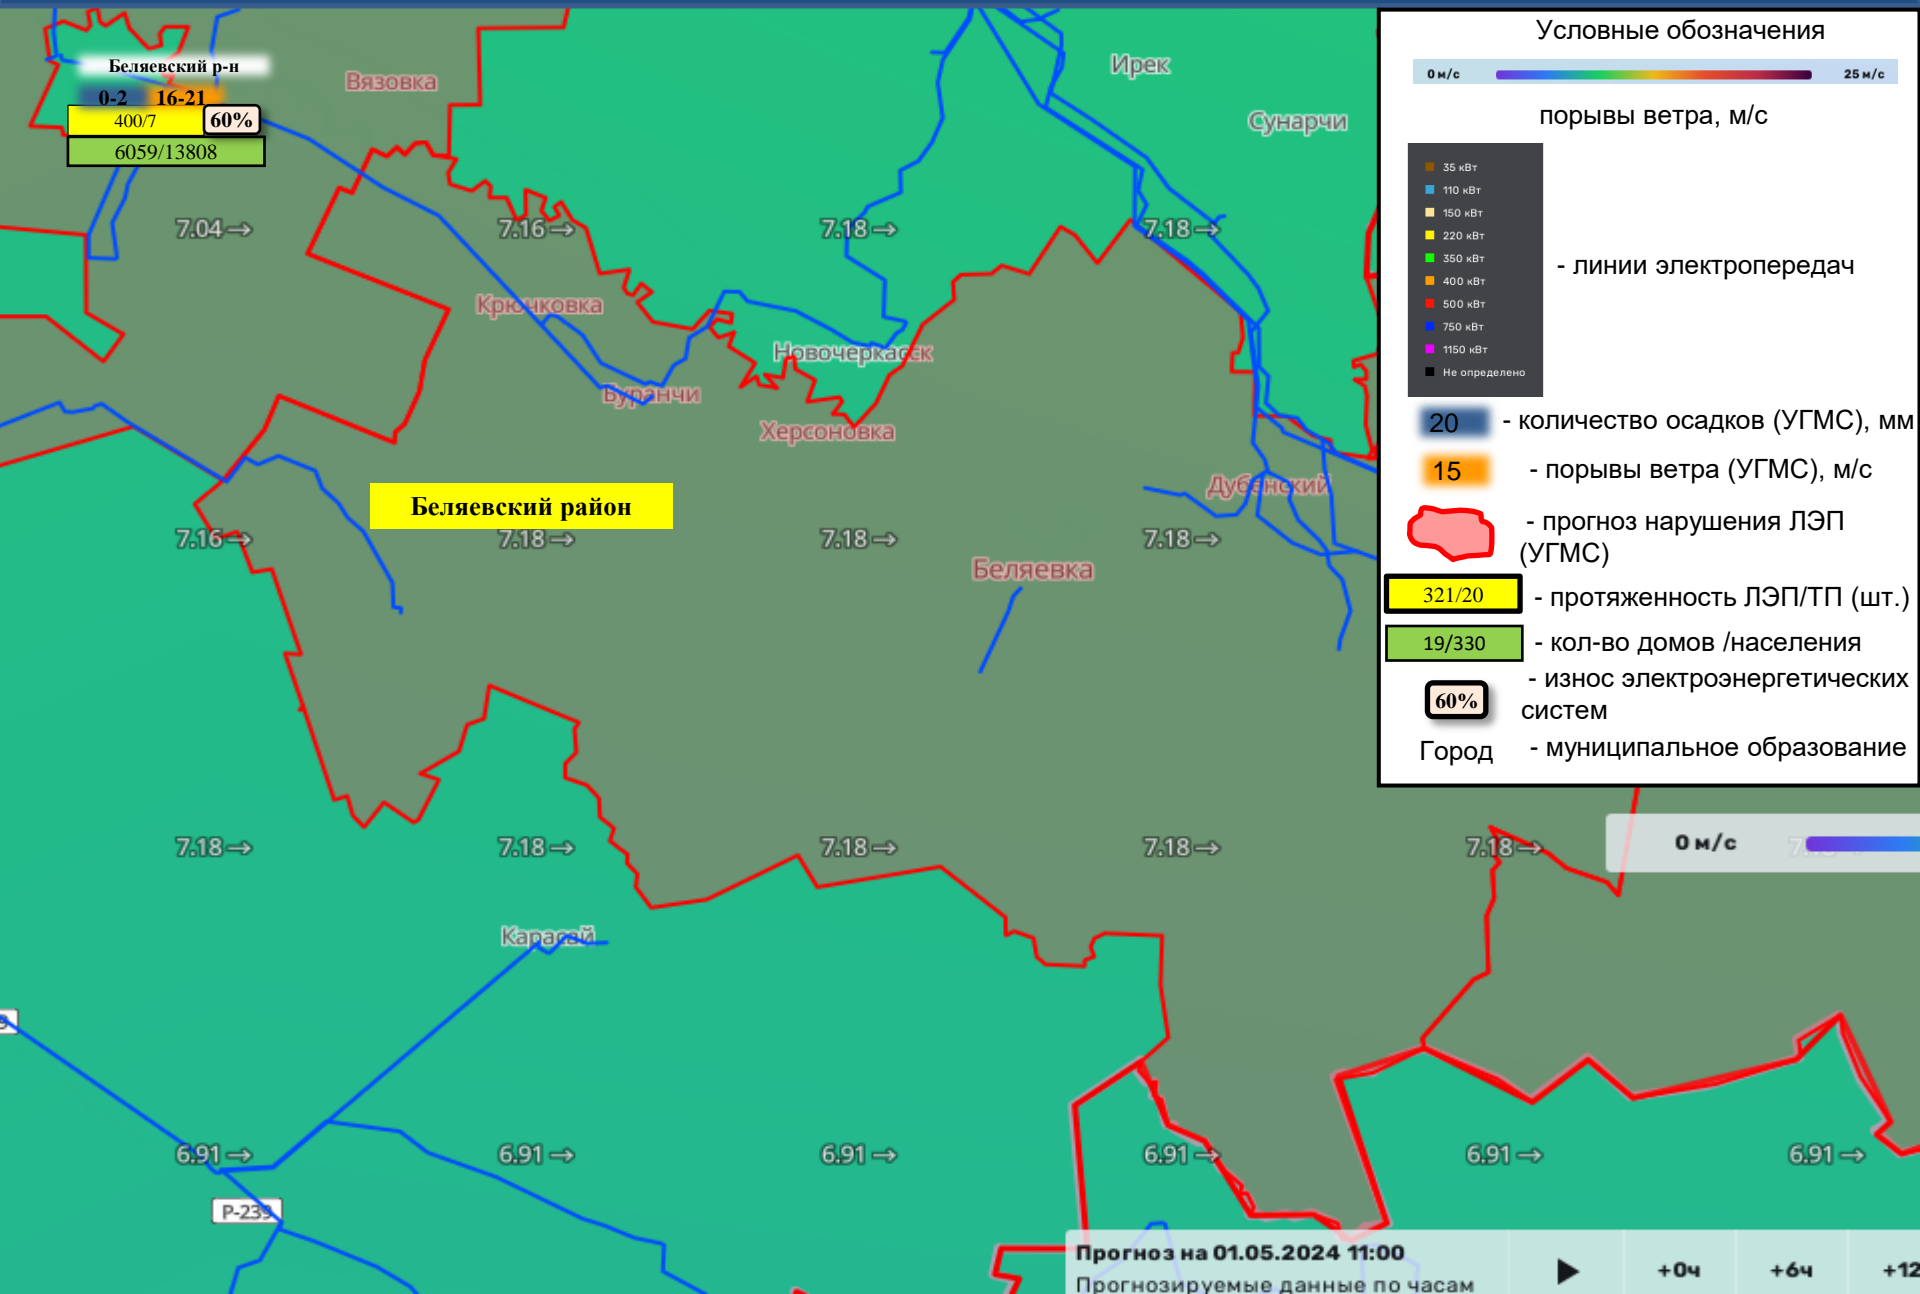 Условные обозначения
0 м/с 25 м/с
порывы ветра, м/с
35 кВт
110 кВт
150 кВт
220 кВт
350 кВт
400 кВт
500 кВт
750 кВт
1150 кВт
Не определено
- линии электропередач
20 - количество осадков (УГМС), мм
15 - порывы ветра (УГМС), м/с
- прогноз нарушения ЛЭП
(УГМС)
321/20 - протяженность ЛЭП/ТП (шт.)
19/330 - кол-во домов /населения
60% - износ электроэнергетических
систем
Город - муниципальное образование
Беляевский р-н
0-2 16-21
400/7 60%
6059/13808
Вязовка
Ирек
Сунарчи
7.04→ 7.16→ 7.18→ 7.18→
Крючковка
Новочеркасск
Буранчи
Херсоновка
Дубенский
Беляевский район
7.16→ 7.18→ 7.18→ 7.18→
Беляевка
7.18→ 7.18→ 7.18→ 7.18→ 7.18→
0 м/с
Карасай
6.91→ 6.91→ 6.91→ 6.91→ 6.91→ 6.91→
Р-239
Прогноз на 01.05.2024 11:00
Прогнозируемые данные по часам
+0ч +6ч +12